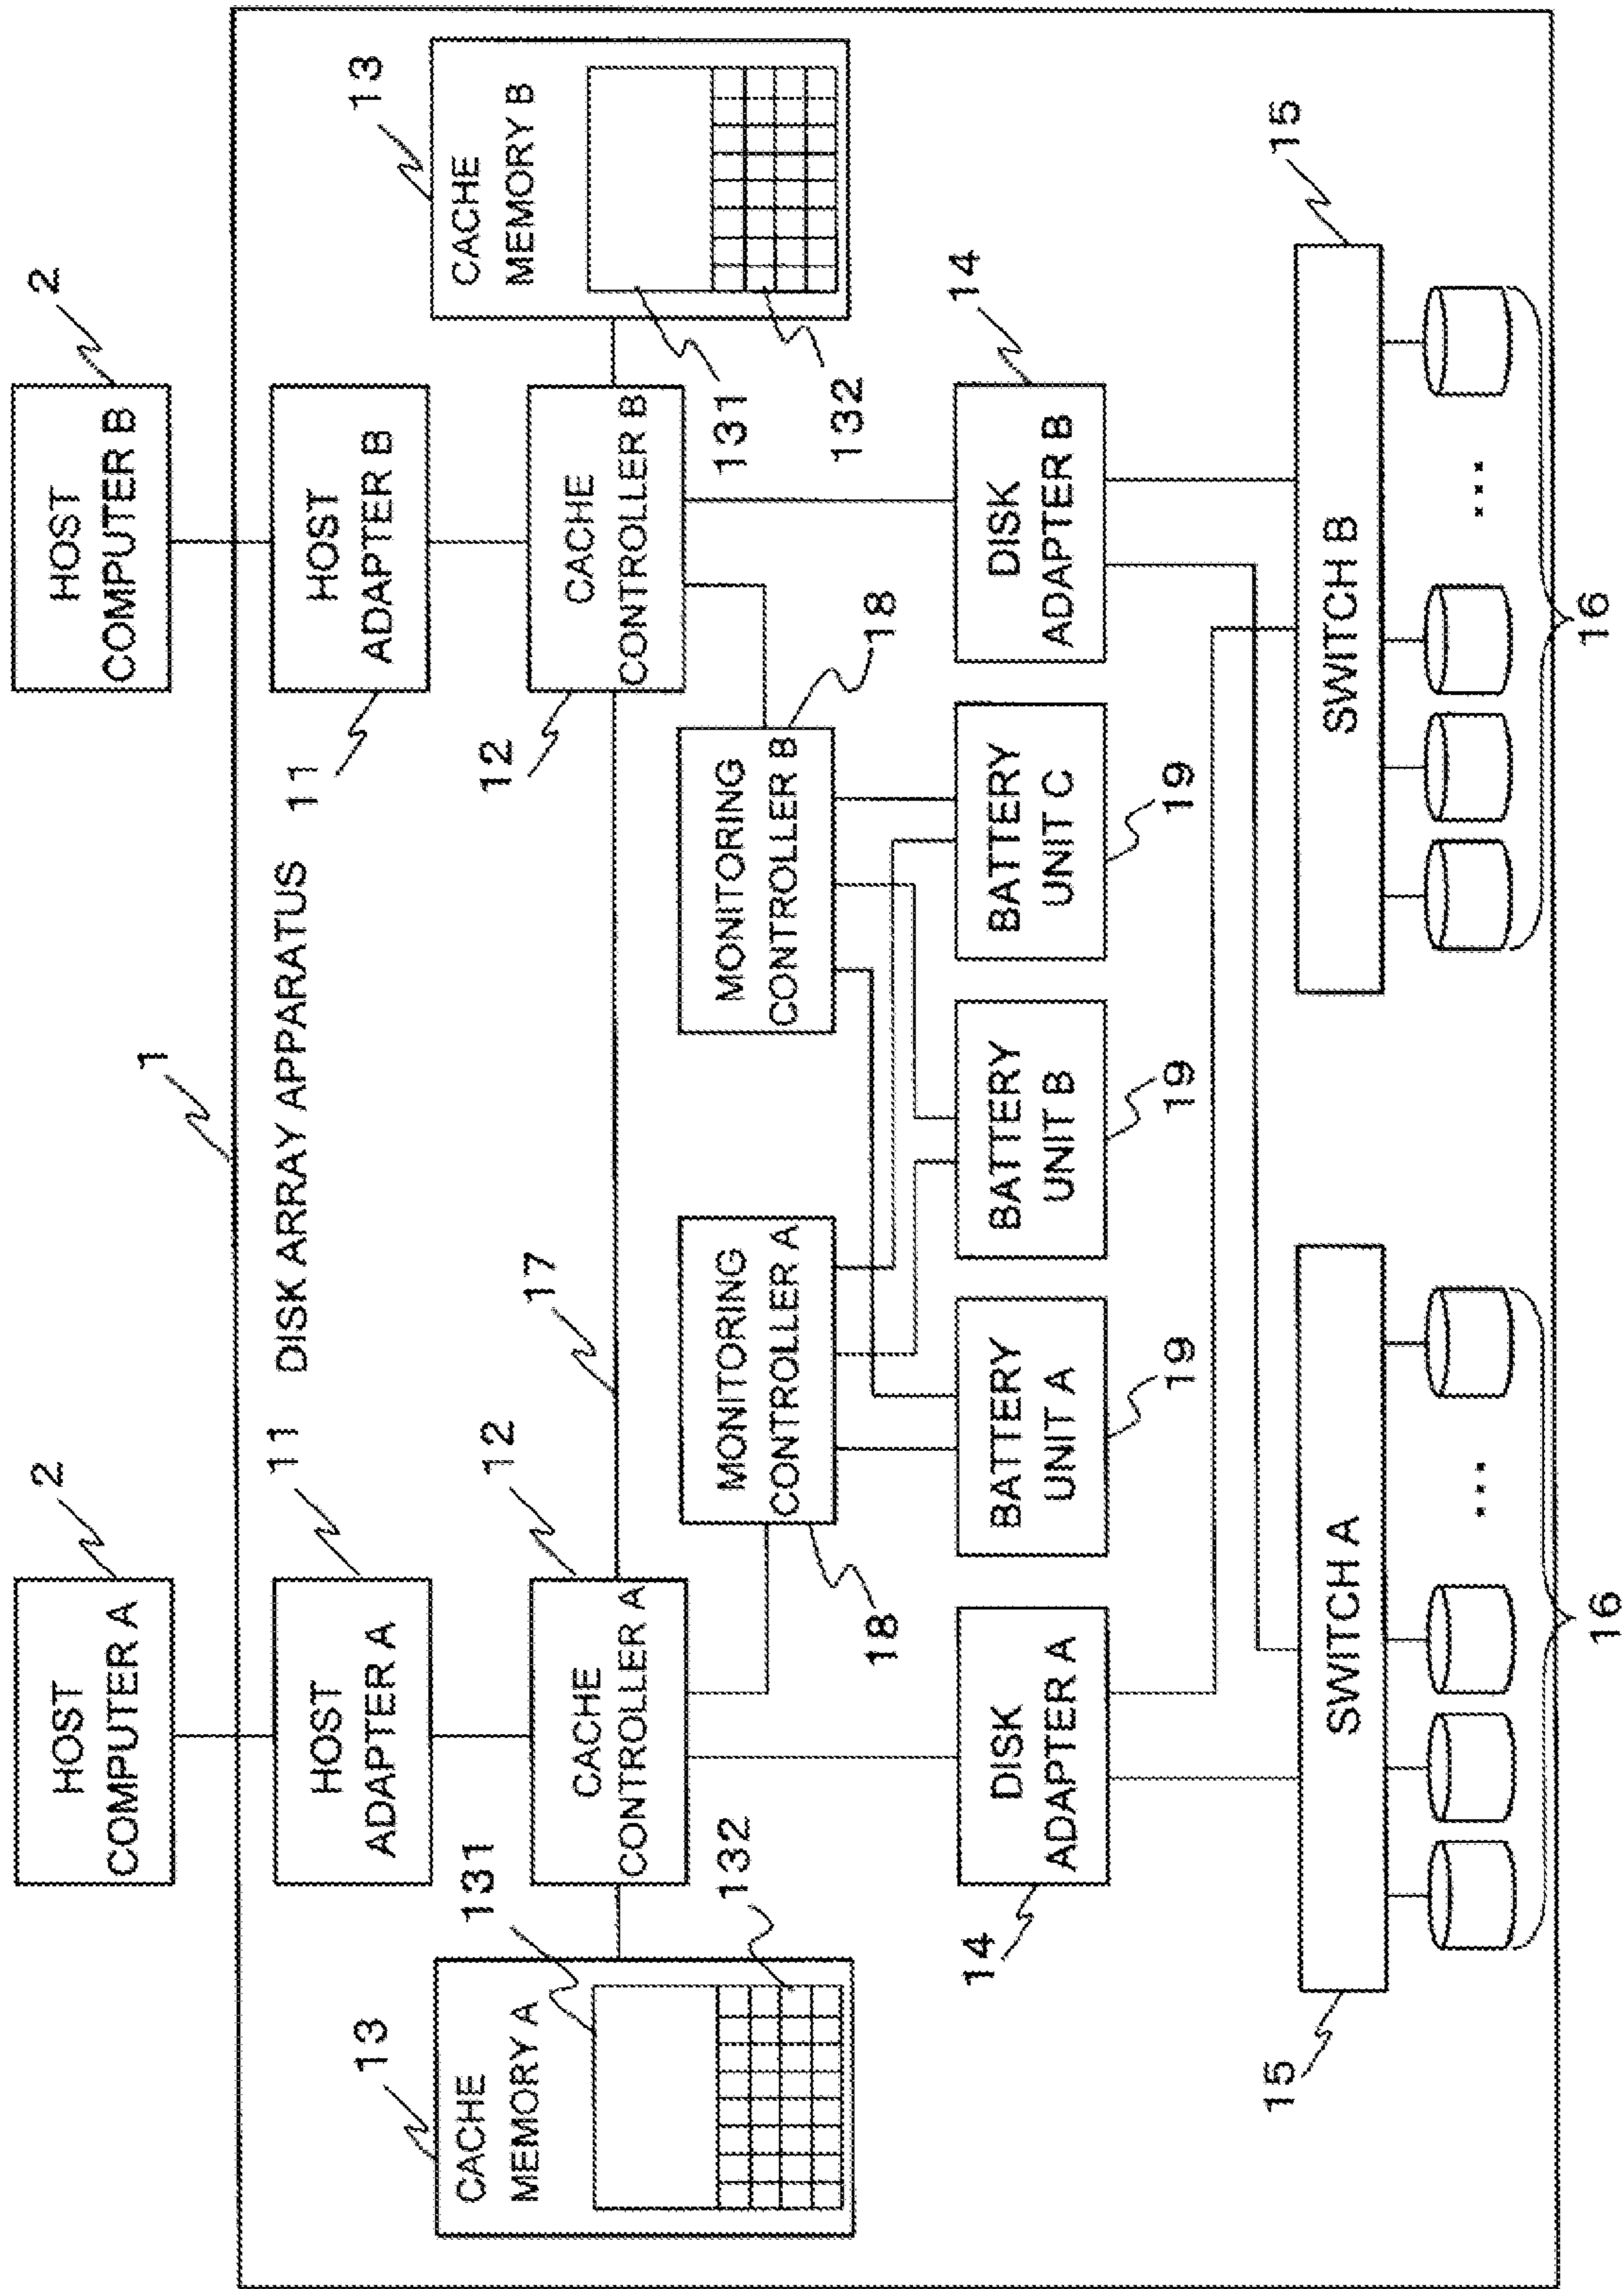 2
2
HOST
COMPUTER A
HOST
COMPUTER B
1
11 DISK ARRAY APPARATUS 11
HOST
ADAPTER A
HOST
ADAPTER B
13
131
12
17
12
13
CACHE
MEMORY A
CACHE
CONTROLLER A
CACHE
CONTROLLER B
CACHE
MEMORY B
132
131
132
MONITORING
CONTROLLER A
MONITORING
CONTROLLER B
18
18
14
14
DISK
ADAPTER A
BATTERY
UNIT A
BATTERY
UNIT B
BATTERY
UNIT C
DISK
ADAPTER B
19
19
19
15
15
SWITCH A
SWITCH B
...
...
16
16